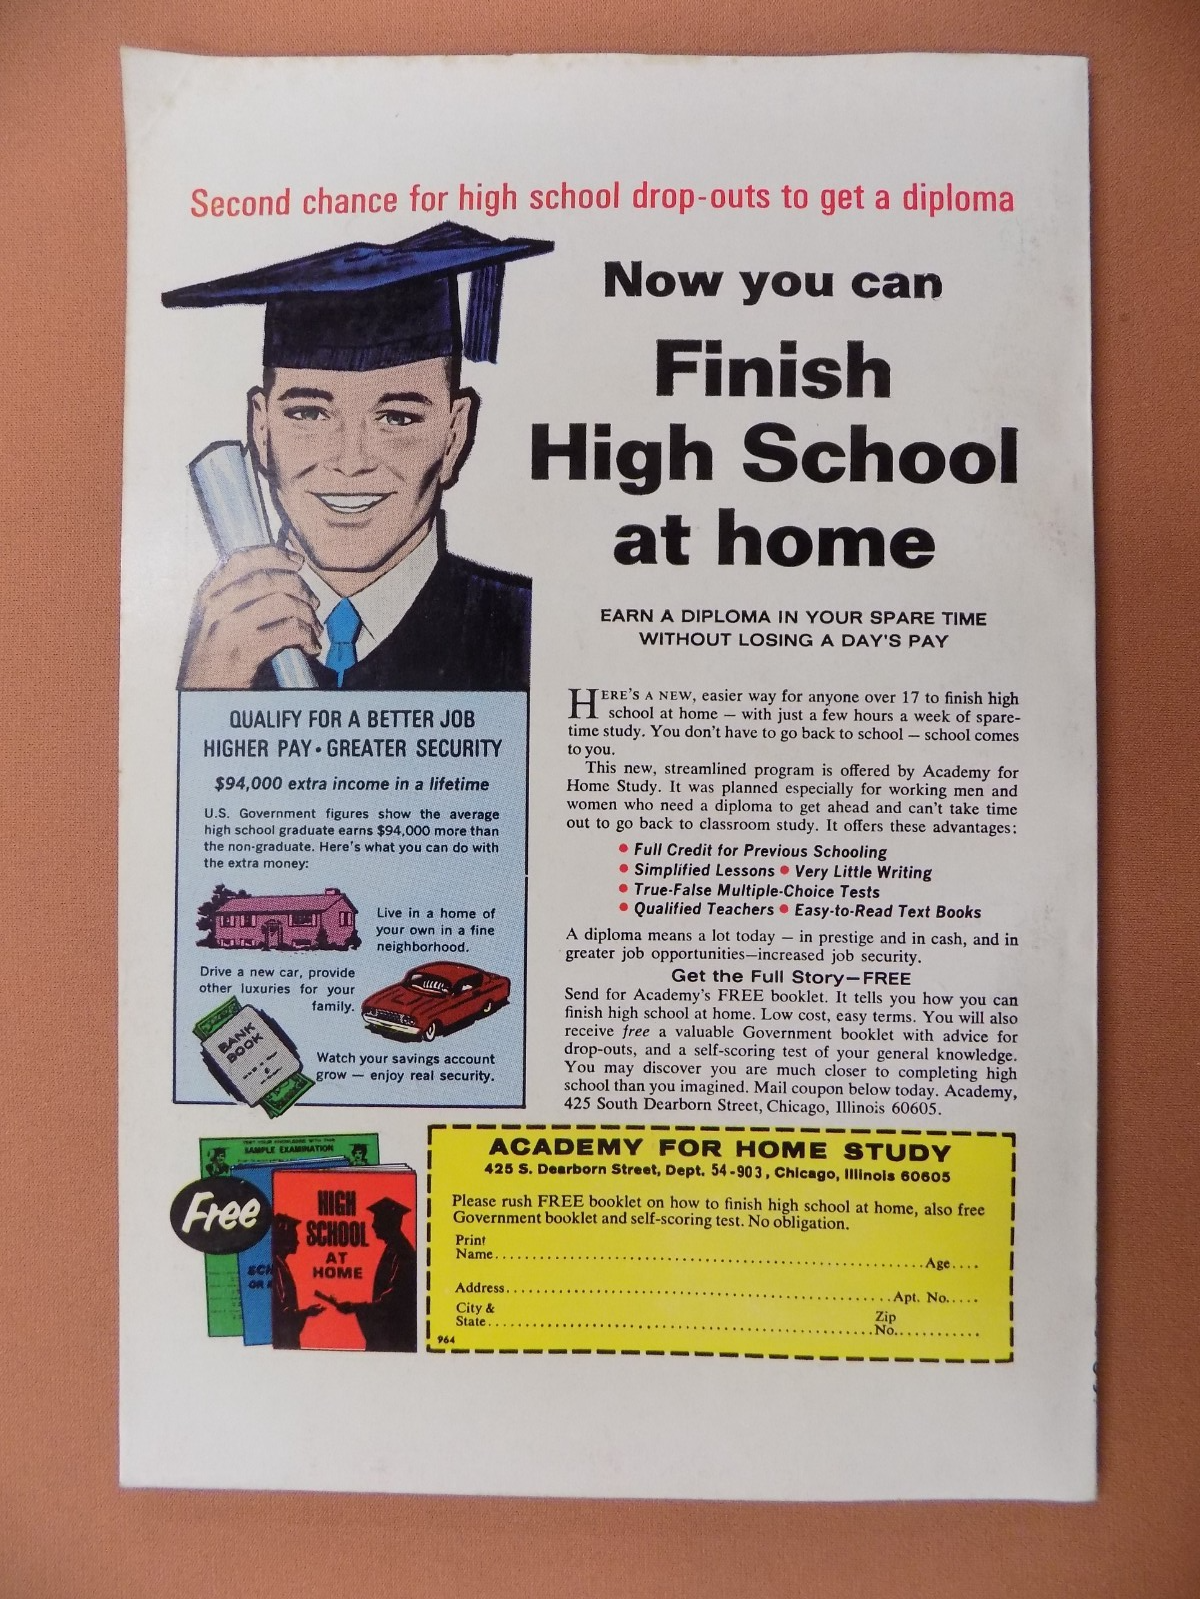 Second chance for high school drop-outs to get a diploma
Now you can
Finish
High School
at home
EARN A DIPLOMA IN YOUR SPARE TIME
WITHOUT LOSING A DAY'S PAY
HERE'S A NEW, easier way for anyone over 17 to finish high
school at home — with just a few hours a week of spare-
time study. You don't have to go back to school — school comes
to you.
This new, streamlined program is offered by Academy for
Home Study. It was planned especially for working men and
women who need a diploma to get ahead and can't take time
out to go back to classroom study. It offers these advantages:
• Full Credit for Previous Schooling
• Simplified Lessons • Very Little Writing
• True-False Multiple-Choice Tests
• Qualified Teachers • Easy-to-Read Text Books
A diploma means a lot today — in prestige and in cash, and in
greater job opportunities—increased job security.
Get the Full Story—FREE
Send for Academy's FREE booklet. It tells you how you can
finish high school at home. Low cost, easy terms. You will also
receive free a valuable Government booklet with advice for
drop-outs, and a self-scoring test of your general knowledge.
You may discover you are much closer to completing high
school than you imagined. Mail coupon below today. Academy,
425 South Dearborn Street, Chicago, Illinois 60605.
QUALIFY FOR A BETTER JOB
HIGHER PAY • GREATER SECURITY
$94,000 extra income in a lifetime
U.S. Government figures show the average
high school graduate earns $94,000 more than
the non-graduate. Here's what you can do with
the extra money:
Live in a home of
your own in a fine
neighborhood.
Drive a new car, provide
other luxuries for your
family.
BANK
BOOK
Watch your savings account
grow — enjoy real security.
TEST YOUR KNOWLEDGE WITH THIS
SAMPLE EXAMINATION
Free
SCH
OR
HIGH
SCHOOL
AT
HOME
ACADEMY FOR HOME STUDY
425 S. Dearborn Street, Dept. 54-903, Chicago, Illinois 60605
Please rush FREE booklet on how to finish high school at home, also free
Government booklet and self-scoring test. No obligation.
Print
Name.......Age....
Address.......Apt. No.....
City & Zip
State.......No...........
964